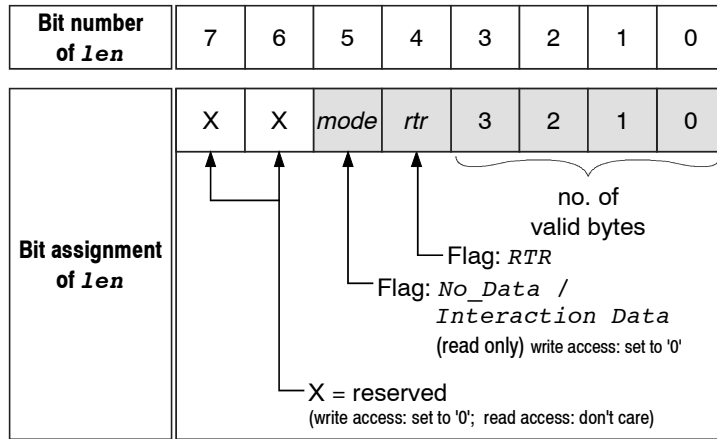 Bit number of len 7 6 5 4 3 2 1 0
X X mode rtr 3 2 1 0
no. of
valid bytes
Bit assignment
of len
Flag: RTR
Flag: No_Data /
Interaction Data
(read only) write access: set to '0'
X = reserved
(write access: set to '0'; read access: don't care)